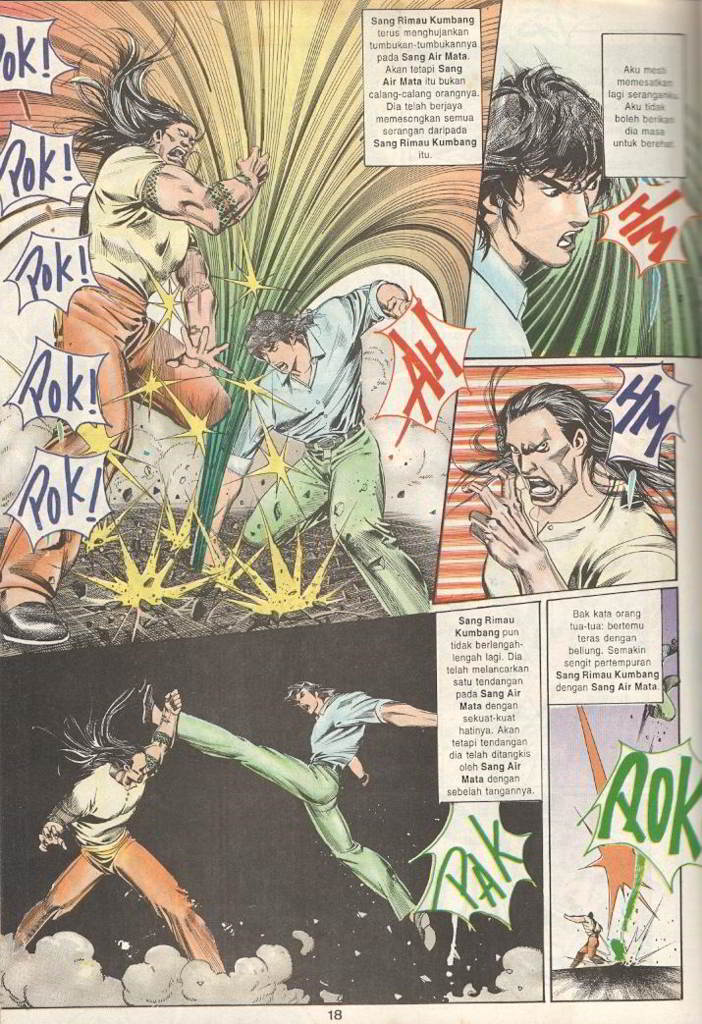 POK!
POK!
POK!
POK!
POK!
Sang Rimau Kumbang
terus menghujankan
tumbukan-tumbukannya
pada Sang Air Mata.
Akan tetapi Sang
Air Mata itu bukan
calang-calang orangnya.
Dia telah berjaya
memesongkan semua
serangan daripada
Sang Rimau Kumbang
itu.
AH
Aku mesti
memesatkan
lagi seranganku.
Aku tidak
boleh berikan
dia masa
untuk berehat.
HM
HM
Sang Rimau
Kumbang pun
tidak berlengah-
lengah lagi. Dia
telah melancarkan
satu tendangan
pada Sang Air
Mata dengan
sekuat-kuat
hatinya. Akan
tetapi tendangan
dia telah ditangkis
oleh Sang Air
Mata dengan
sebelah tangannya.
PAK
Bak kata orang
tua-tua: bertemu
teras dengan
beliung. Semakin
sengit pertempuran
Sang Rimau Kumbang
dengan Sang Air Mata.
POK
18